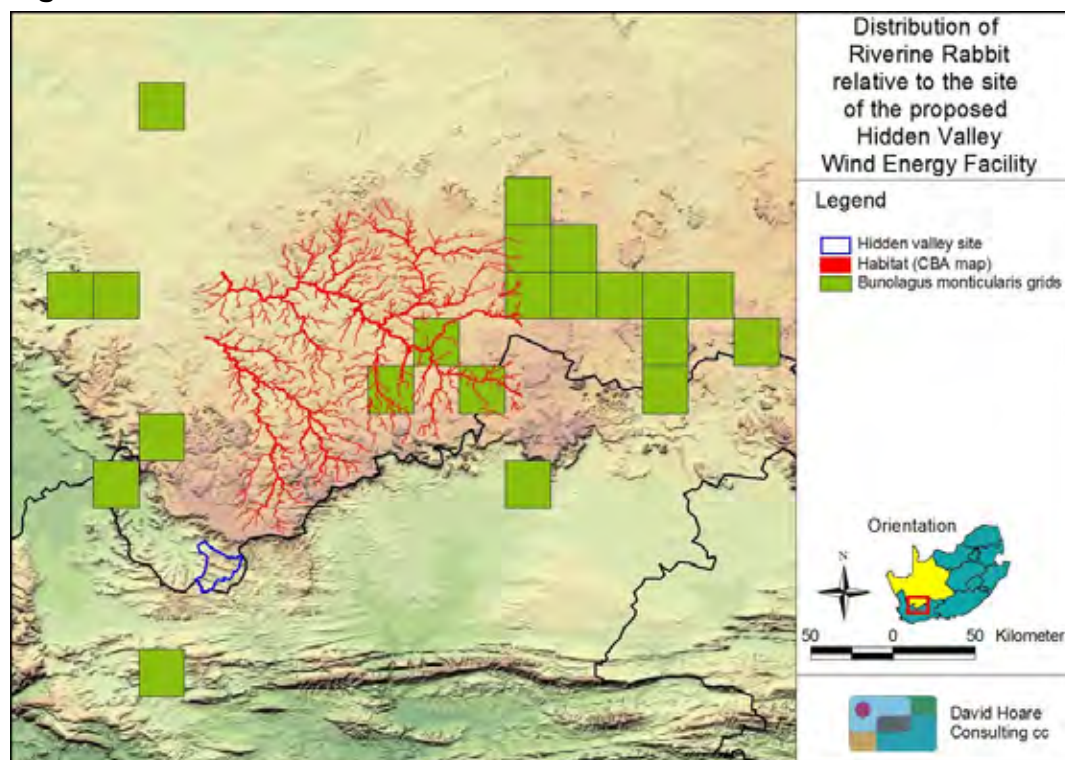 Distribution of
Riverine Rabbit
relative to the site
of the proposed
Hidden Valley
Wind Energy Facility
Legend
Hidden valley site
Habitat (CBA map)
Bunolagus monticularis grids
Orientation
N
50 0 50 Kilometer
David Hoare
Consulting cc